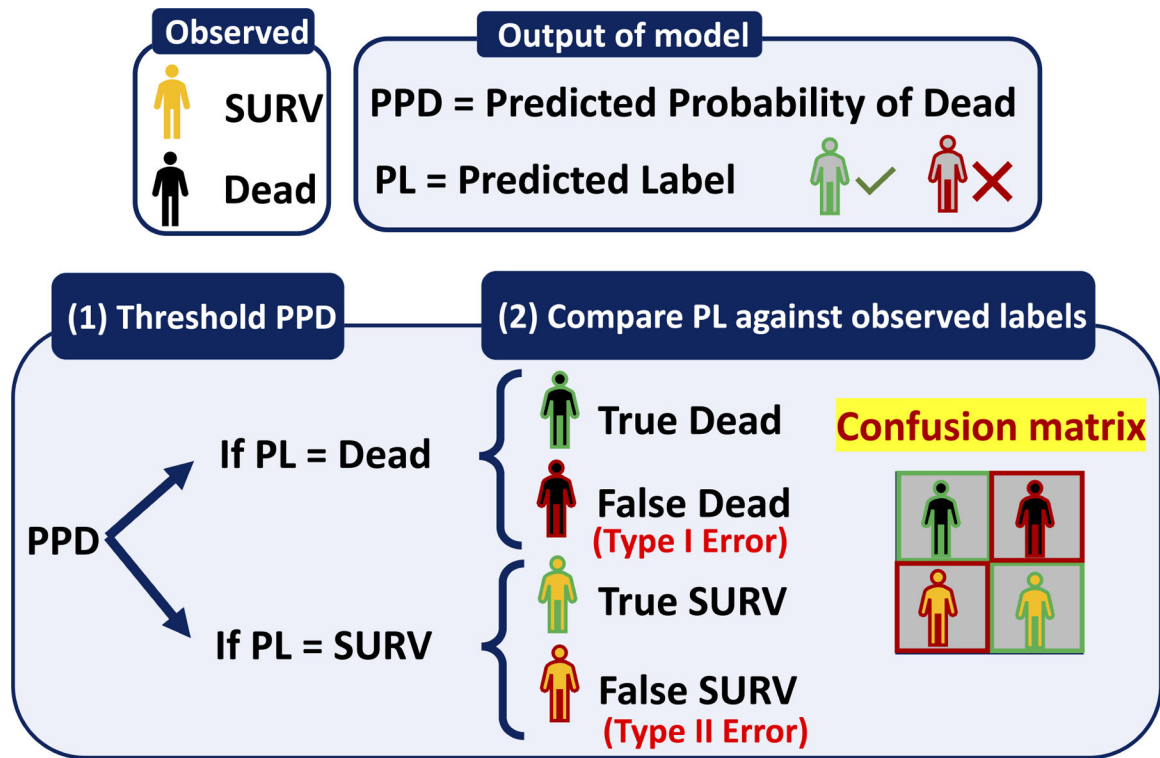 Observed
SURV
Dead
Output of model
PPD = Predicted Probability of Dead
PL = Predicted Label
(1) Threshold PPD
(2) Compare PL against observed labels
PPD
If PL = Dead
True Dead
False Dead
(Type I Error)
If PL = SURV
True SURV
False SURV
(Type II Error)
Confusion matrix